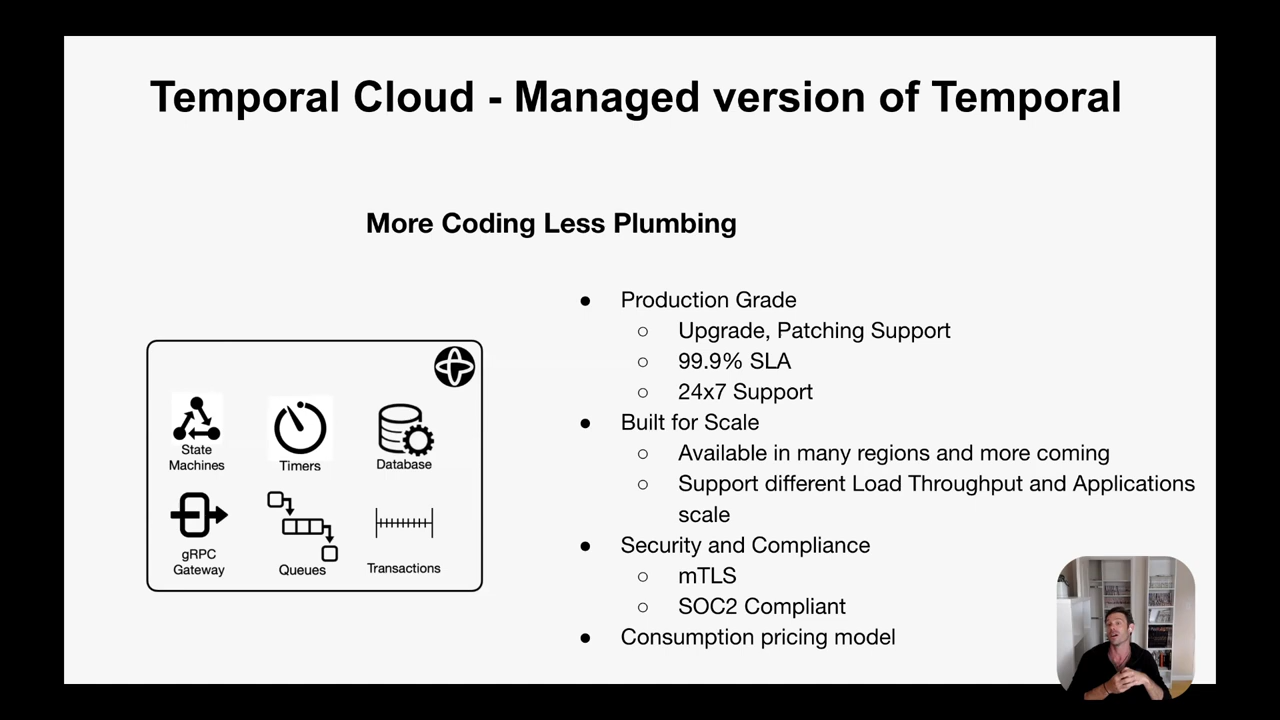 Temporal Cloud - Managed version of Temporal
More Coding Less Plumbing
● Production Grade
○ Upgrade, Patching Support
○ 99.9% SLA
○ 24x7 Support
● Built for Scale
○ Available in many regions and more coming
○ Support different Load Throughput and Applications
scale
● Security and Compliance
○ mTLS
○ SOC2 Compliant
● Consumption pricing model
State
Machines
Timers
Database
gRPC
Gateway
Queues
Transactions